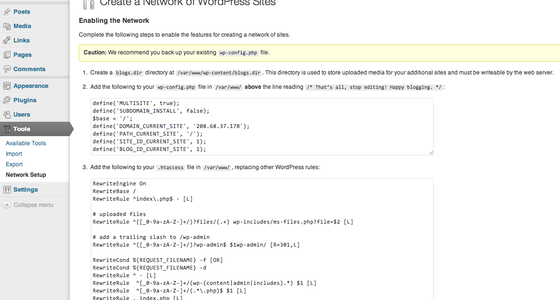 Create a Network of WordPress Sites
Posts
Media
Links
Pages
Comments
Appearance
Plugins
Users
Tools
Available Tools
Import
Export
Network Setup
Settings
Collapse menu
Enabling the Network
Complete the following steps to enable the features for creating a network of sites.
Caution: We recommend you back up your existing wp-config.php file.
1. Create a blogs.dir directory at /var/www/wp-content/blogs.dir. This directory is used to store uploaded media for your additional sites and must be writeable by the web server.
2. Add the following to your wp-config.php file in /var/www/ above the line reading /* That's all, stop editing! Happy blogging. */:
define('MULTISITE', true);
define('SUBDOMAIN_INSTALL', false);
$base = '/';
define('DOMAIN_CURRENT_SITE', '208.68.37.178');
define('PATH_CURRENT_SITE', '/');
define('SITE_ID_CURRENT_SITE', 1);
define('BLOG_ID_CURRENT_SITE', 1);
3. Add the following to your .htaccess file in /var/www/, replacing other WordPress rules:
RewriteEngine On
RewriteBase /
RewriteRule ^index\.php$ - [L]
# uploaded files
RewriteRule ^([_0-9a-zA-Z-]+/)?files/(.+) wp-includes/ms-files.php?file=$2 [L]
# add a trailing slash to /wp-admin
RewriteRule ^([_0-9a-zA-Z-]+/)?wp-admin$ $1wp-admin/ [R=301,L]
RewriteCond %{REQUEST_FILENAME} -f [OR]
RewriteCond %{REQUEST_FILENAME} -d
RewriteRule ^ - [L]
RewriteRule ^[_0-9a-zA-Z-]+/(wp-(content|admin|includes).*) $1 [L]
RewriteRule ^[_0-9a-zA-Z-]+/(.*\.php)$ $1 [L]
RewriteRule . index.php [L]